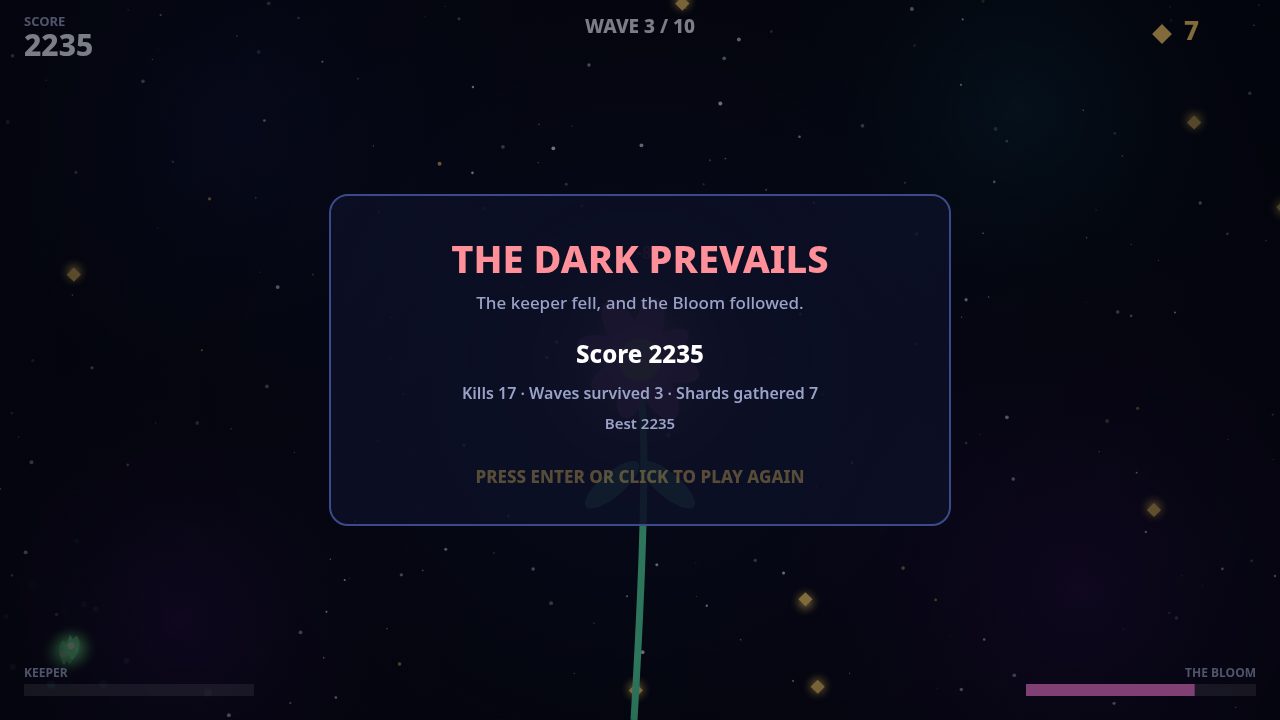 SCORE
2235
WAVE 3 / 10
7
THE DARK PREVAILS
The keeper fell, and the Bloom followed.
Score 2235
Kills 17 · Waves survived 3 · Shards gathered 7
Best 2235
PRESS ENTER OR CLICK TO PLAY AGAIN
KEEPER
THE BLOOM